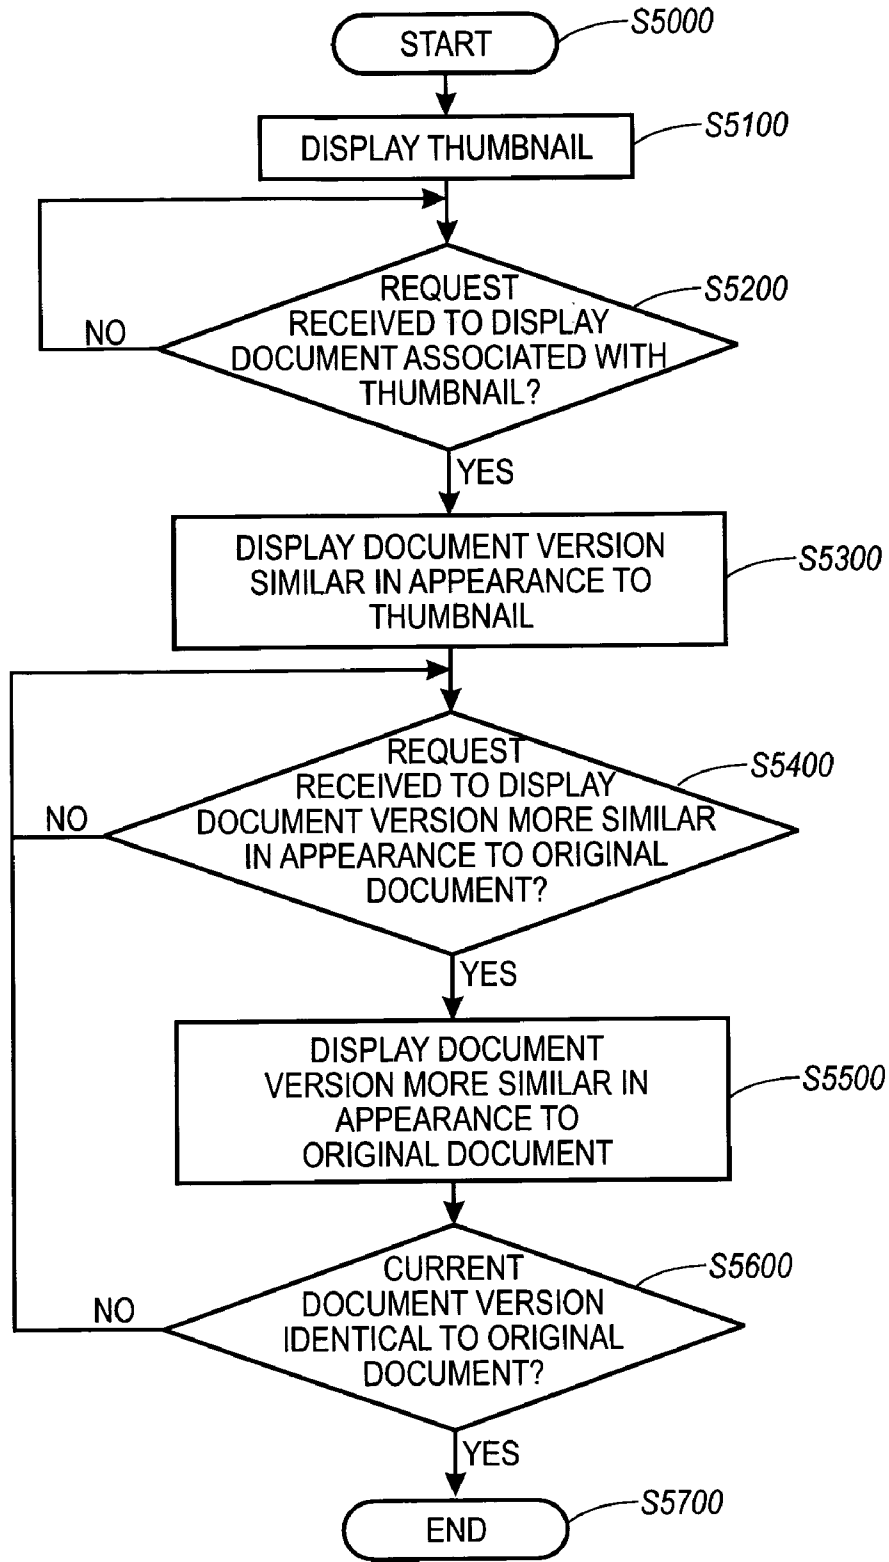 START
S5000
DISPLAY THUMBNAIL
S5100
REQUEST
RECEIVED TO DISPLAY
DOCUMENT ASSOCIATED WITH
THUMBNAIL?
S5200
NO
YES
DISPLAY DOCUMENT VERSION
SIMILAR IN APPEARANCE TO
THUMBNAIL
S5300
REQUEST
RECEIVED TO DISPLAY
DOCUMENT VERSION MORE SIMILAR
IN APPEARANCE TO ORIGINAL
DOCUMENT?
S5400
NO
YES
DISPLAY DOCUMENT
VERSION MORE SIMILAR IN
APPEARANCE TO
ORIGINAL DOCUMENT
S5500
CURRENT
DOCUMENT VERSION
IDENTICAL TO ORIGINAL
DOCUMENT?
S5600
NO
YES
END
S5700